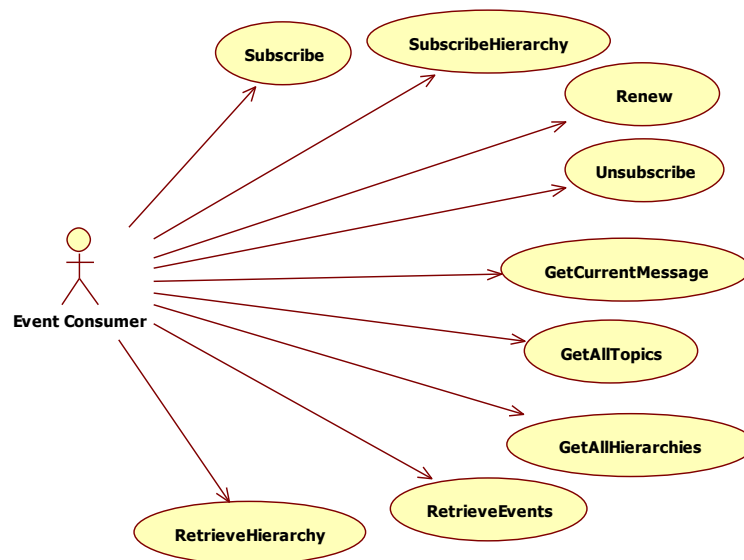 SubscribeHierarchy
Subscribe
Renew
Unsubscribe
GetCurrentMessage
Event Consumer
GetAllTopics
GetAllHierarchies
RetrieveEvents
RetrieveHierarchy